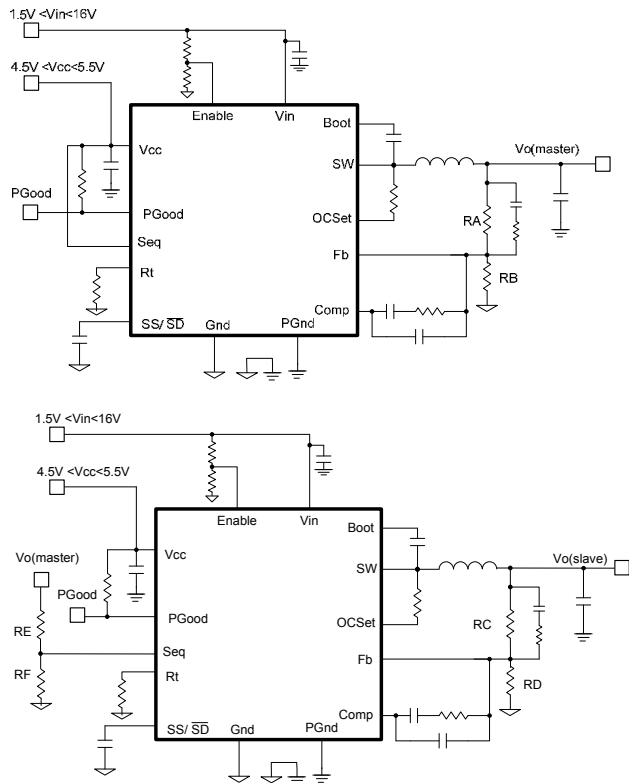 1.5V <Vin<16V
4.5V <Vcc<5.5V
Enable
Vin
Boot
Vcc
SW
Vo(master)
PGood
PGood
OCSet
RA
Seq
Fb
Rt
RB
Comp
SS/ SD
Gnd
PGnd
1.5V <Vin<16V
4.5V <Vcc<5.5V
Enable
Vin
Boot
Vo(master)
Vcc
SW
Vo(slave)
PGood
PGood
RE
OCSet
RC
Seq
Fb
RF
Rt
RD
Comp
SS/ SD
Gnd
PGnd